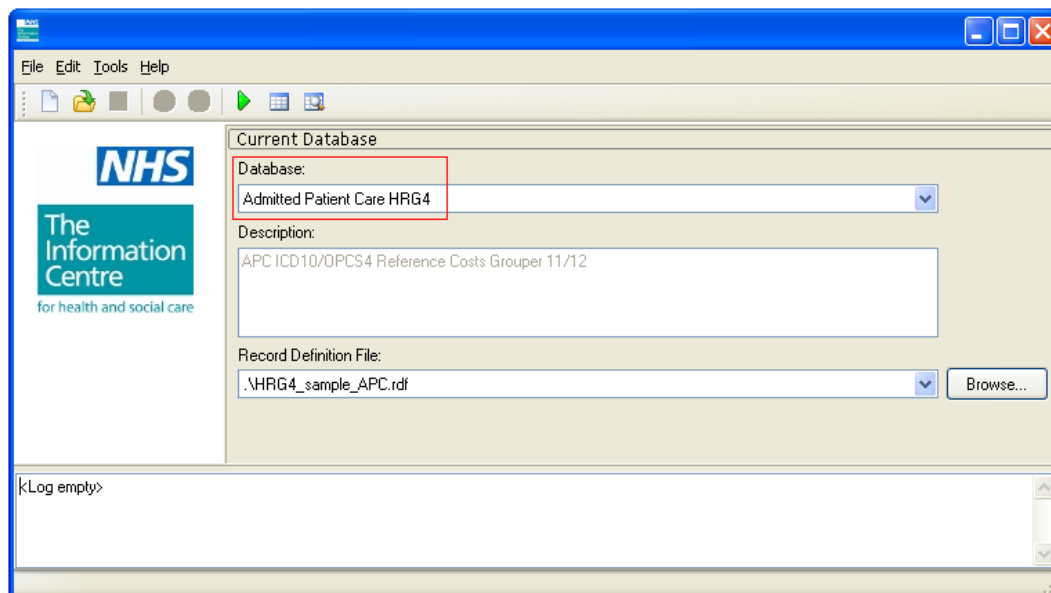 File Edit Tools Help
NHS
The
Information
Centre
for health and social care
Current Database
Database:
Admitted Patient Care HRG4
Description:
APC ICD10/OPCS4 Reference Costs Grouper 11/12
Record Definition File:
.\HRG4_sample_APC.rdf
Browse...
<Log empty>